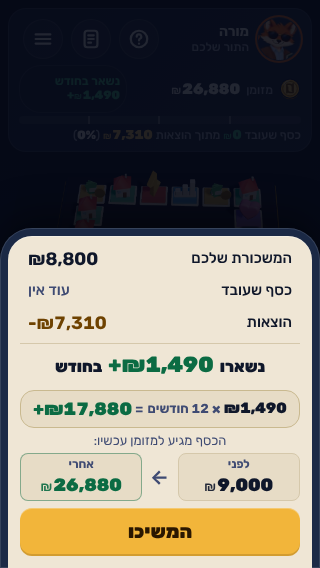 מורה
התור שלכם
מזומן ₪26,880
נשאר בחודש
+₪1,490
כסף שעובד ₪0 מתוך הוצאות ₪7,310 (0%)
המשכורת שלכם ₪8,800
כסף שעובד עוד אין
הוצאות -₪7,310
נשארו +₪1,490 בחודש
₪1,490 × 12 חודשים = +₪17,880
הכסף מגיע למזומן עכשיו:
לפני
₪9,000
←
אחרי
₪26,880
המשיכו